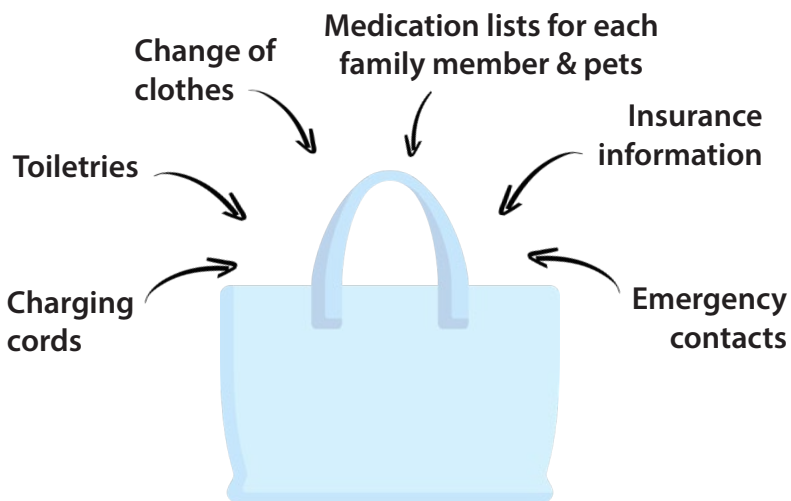 Change of
clothes
Medication lists for each
family member & pets
Insurance
information
Toiletries
Charging
cords
Emergency
contacts